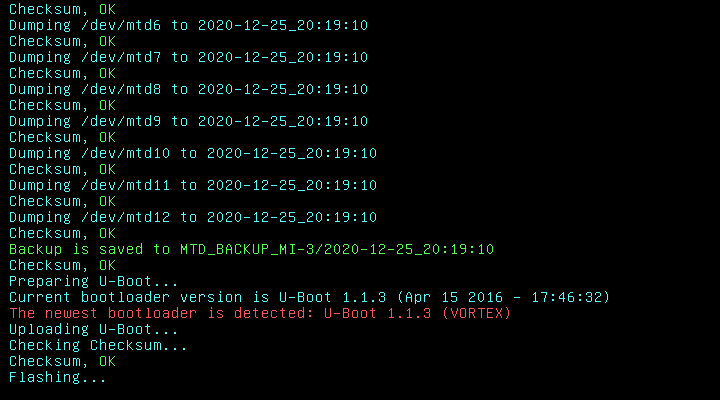 Checksum, OK
Dumping /dev/mtd6 to 2020-12-25_20:19:10
Checksum, OK
Dumping /dev/mtd7 to 2020-12-25_20:19:10
Checksum, OK
Dumping /dev/mtd8 to 2020-12-25_20:19:10
Checksum, OK
Dumping /dev/mtd9 to 2020-12-25_20:19:10
Checksum, OK
Dumping /dev/mtd10 to 2020-12-25_20:19:10
Checksum, OK
Dumping /dev/mtd11 to 2020-12-25_20:19:10
Checksum, OK
Dumping /dev/mtd12 to 2020-12-25_20:19:10
Checksum, OK
Backup is saved to MTD_BACKUP_MI-3/2020-12-25_20:19:10
Checksum, OK
Preparing U-Boot...
Current bootloader version is U-Boot 1.1.3 (Apr 15 2016 - 17:46:32)
The newest bootloader is detected: U-Boot 1.1.3 (VORTEX)
Uploading U-Boot...
Checking Checksum...
Checksum, OK
Flashing...